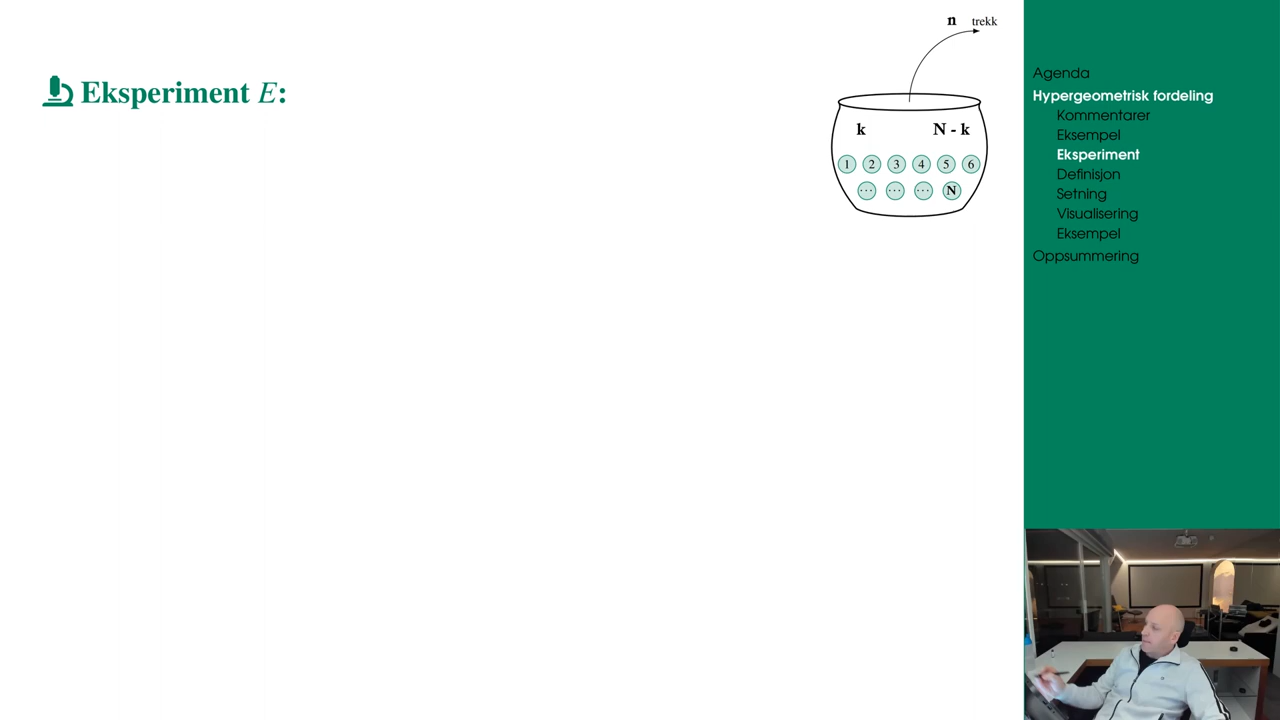 n trekk
Eksperiment E:
k N - k
1 2 3 4 5 6
... ... ... N
Agenda
Hypergeometrisk fordeling
Kommentarer
Eksempel
Eksperiment
Definisjon
Setning
Visualisering
Eksempel
Oppsummering